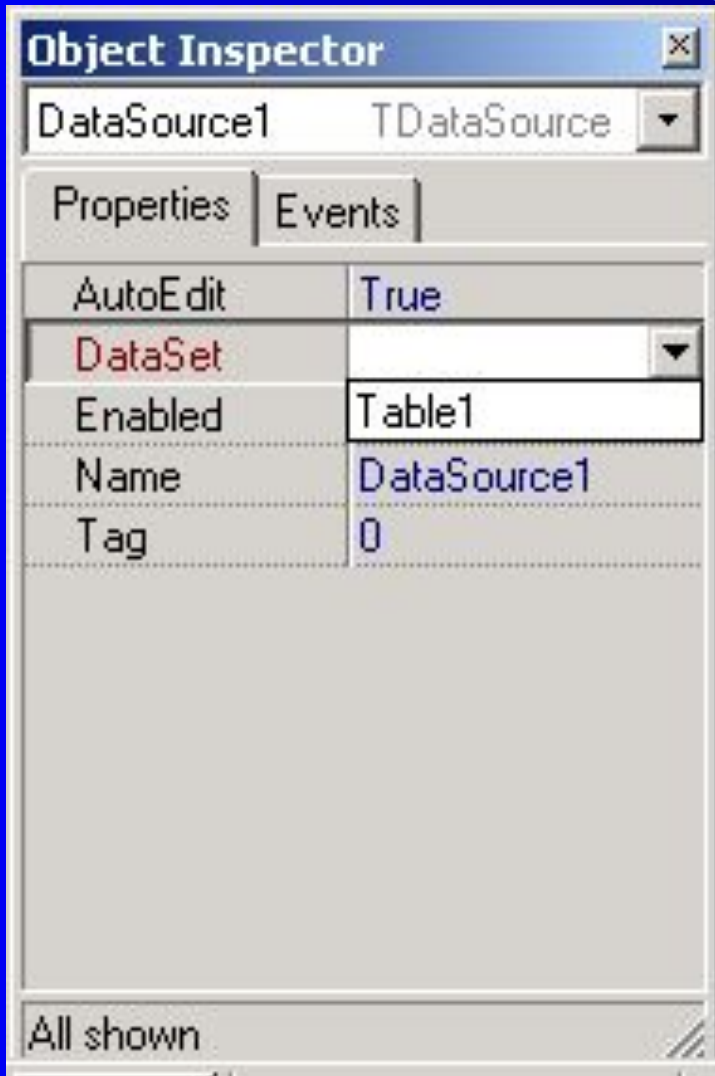 Object Inspector
DataSource1 TDataSource
Properties Events
AutoEdit True
DataSet
Enabled Table1
Name DataSource1
Tag 0
All shown